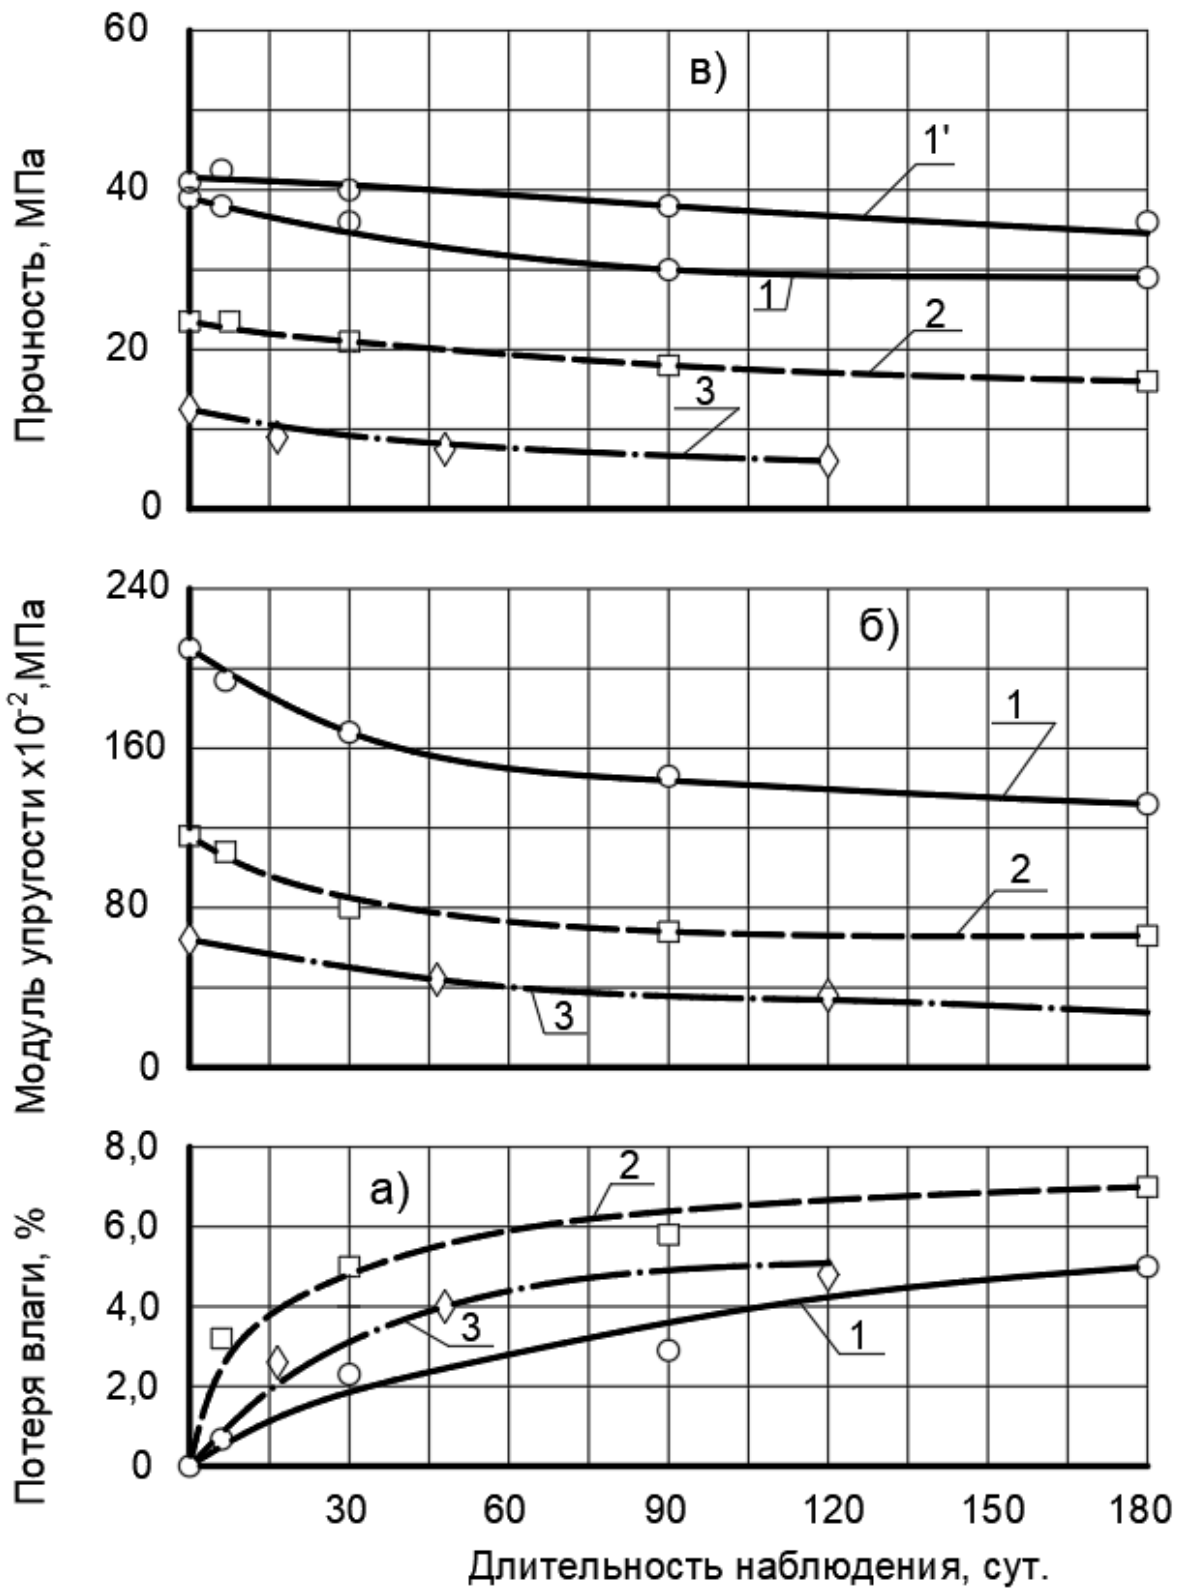 60
в)
1'
40
1
2
20
3
0
Прочность, МПа
240
б)
1
160
2
80
3
0
Модуль упругости x10⁻²,МПа
8,0
а)
2
6,0
4,0
3
1
2,0
0
Потеря влаги, %
30 60 90 120 150 180
Длительность наблюдения, сут.